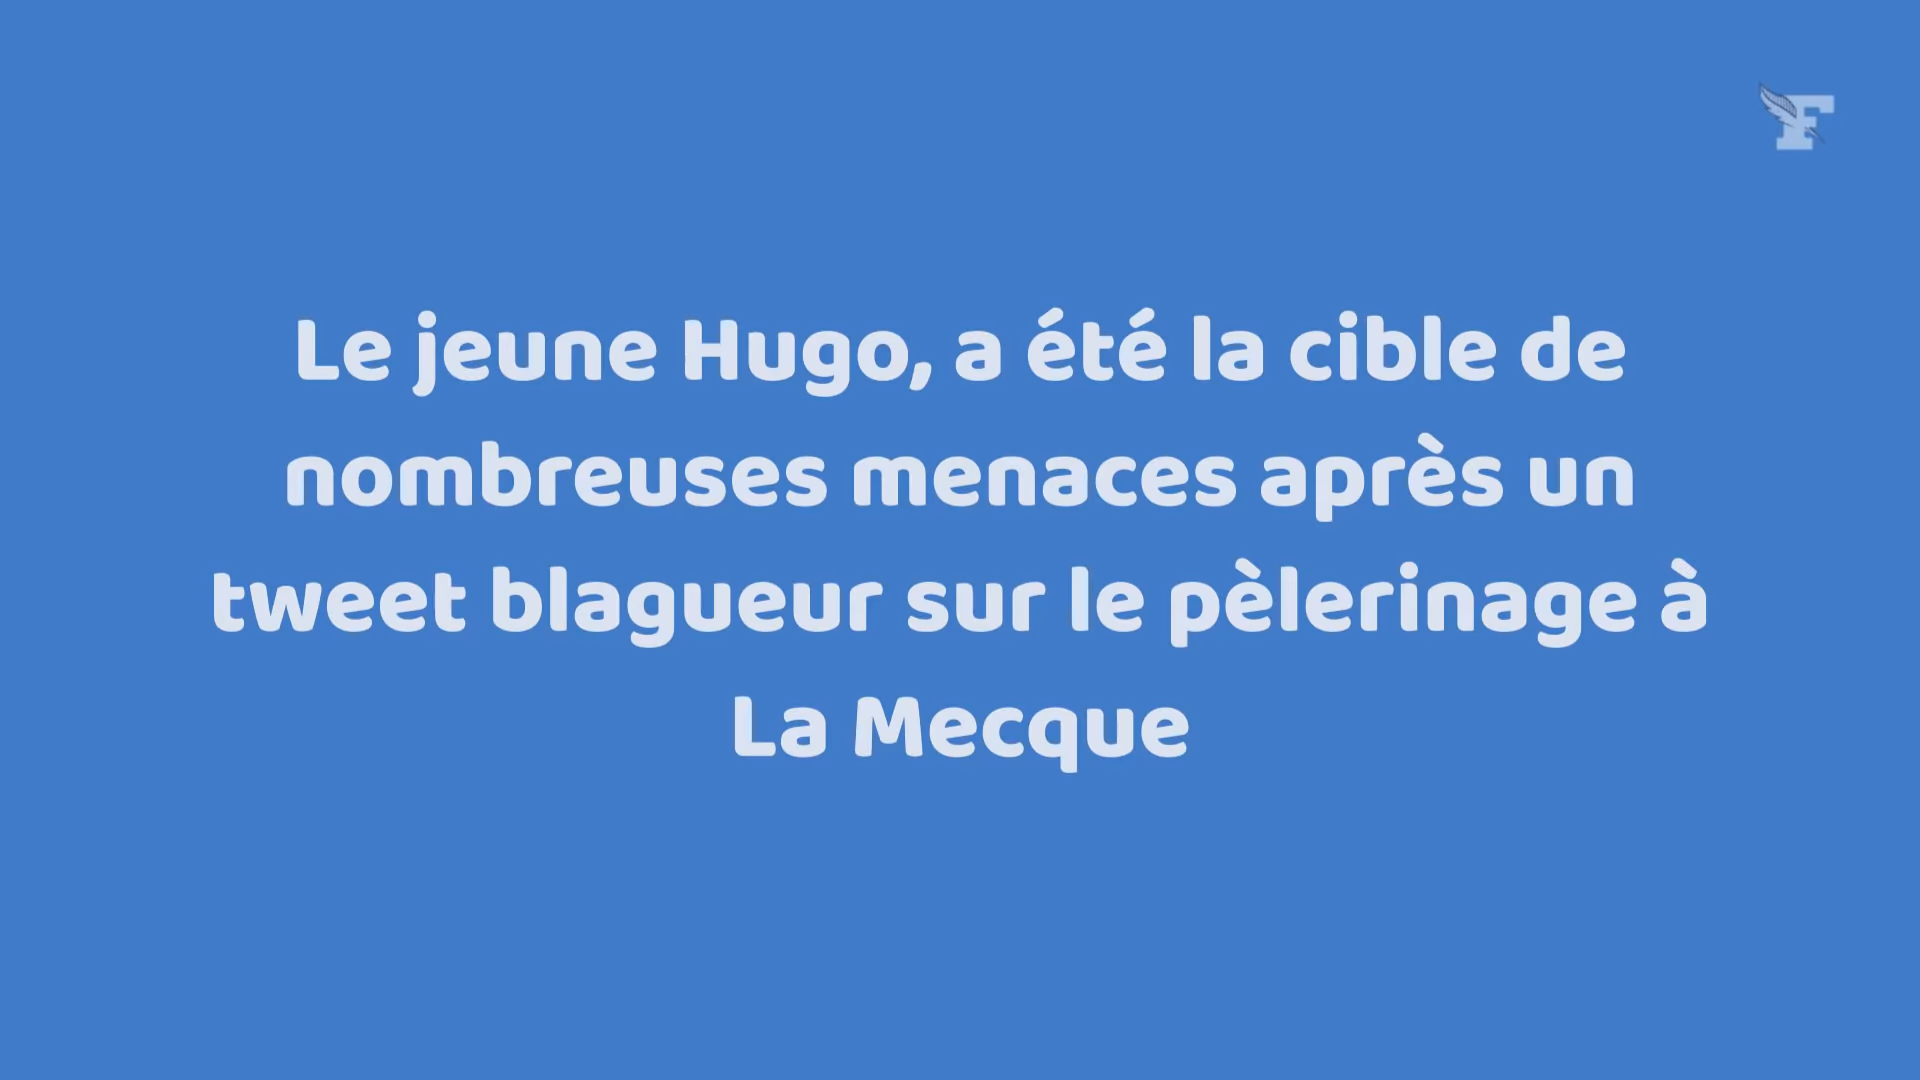 F
Le jeune Hugo, a été la cible de
nombreuses menaces après un
tweet blagueur sur le pèlerinage à
La Mecque